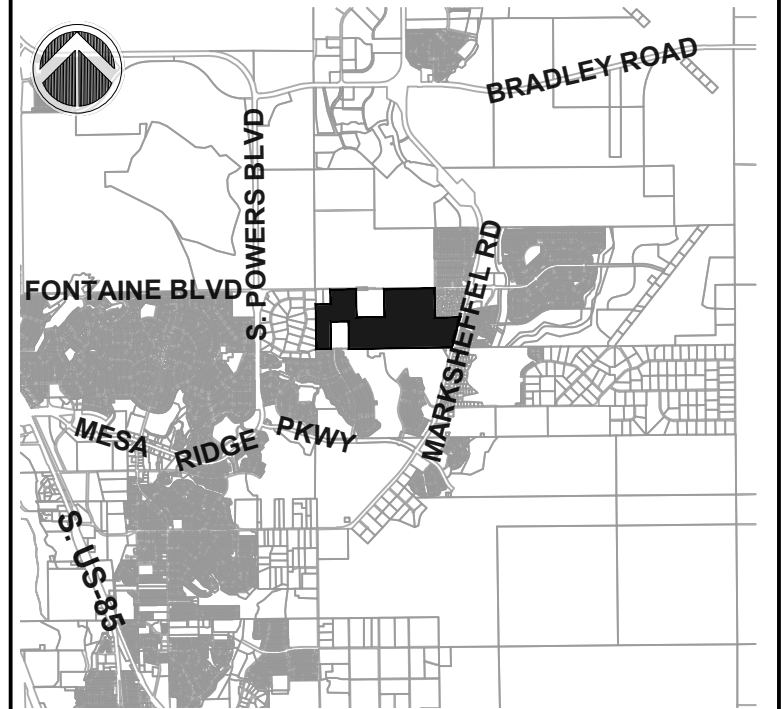 BRADLEY ROAD
S. POWERS BLVD
FONTAINE BLVD
MARKSHEFFEL RD
MESA RIDGE PKWY
S. US-85